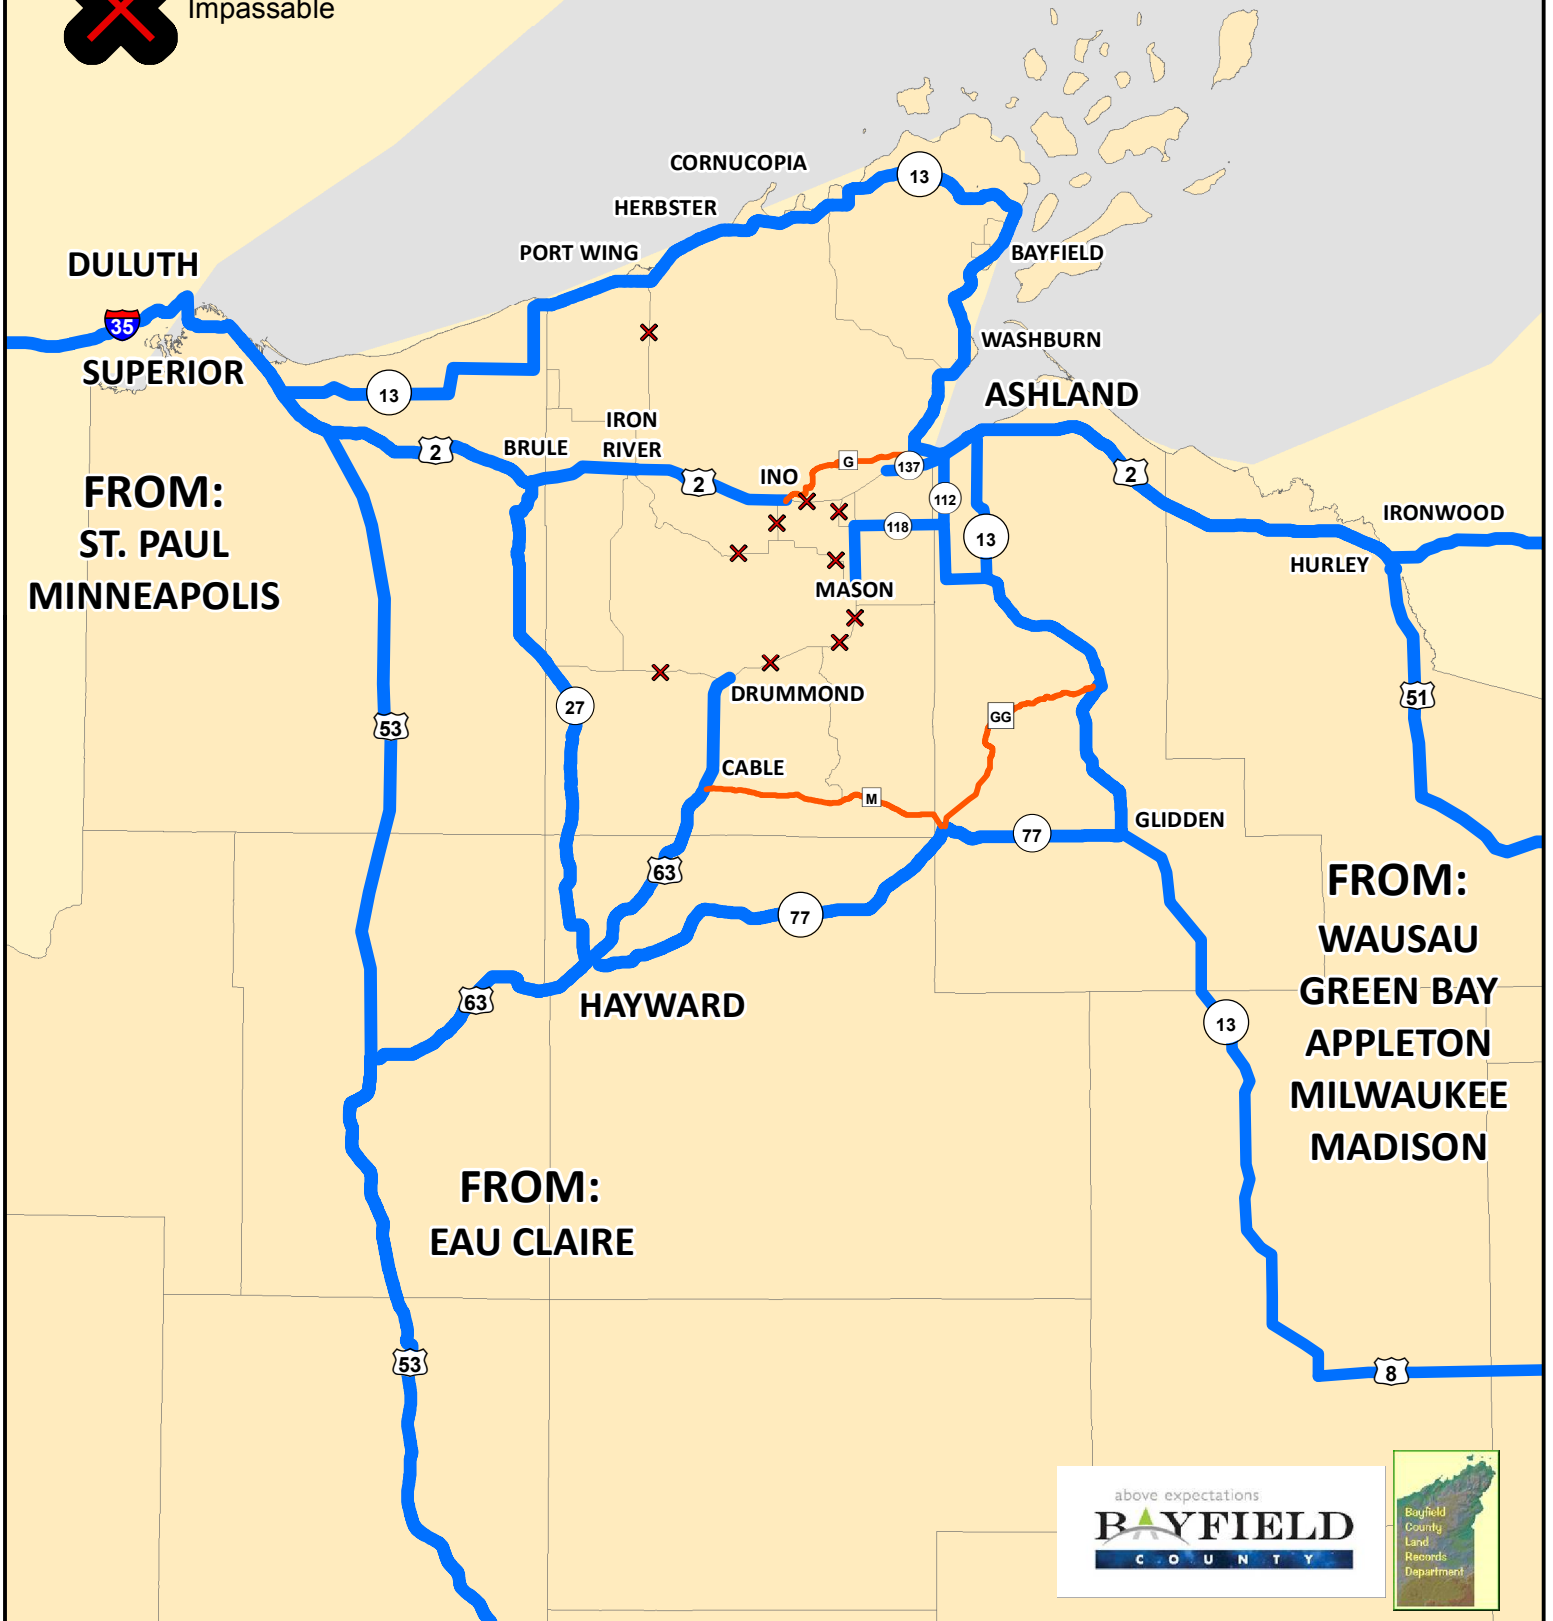 Impassable
CORNUCOPIA
13
HERBSTER
PORT WING
BAYFIELD
DULUTH
35
WASHBURN
SUPERIOR
13
ASHLAND
IRON
RIVER
BRULE
2
G
137
2
INO
2
112
FROM:
ST. PAUL
MINNEAPOLIS
118
13
IRONWOOD
HURLEY
MASON
DRUMMOND
27
53
GG
51
CABLE
M
77
GLIDDEN
63
77
FROM:
WAUSAU
GREEN BAY
APPLETON
MILWAUKEE
MADISON
63
HAYWARD
13
FROM:
EAU CLAIRE
53
8
above expectations
BAYFIELD
COUNTY
Bayfield
County
Land
Records
Department